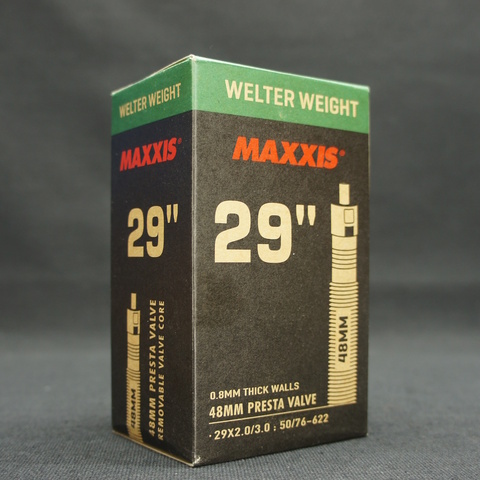 WELTER WEIGHT
MAXXIS
29"
48MM
48MM PRESTA VALVE
REMOVABLE VALVE CORE
WELTER WEIGHT
MAXXIS
29"
48MM
0.8MM THICK WALLS
48MM PRESTA VALVE
·29X2.0/3.0 : 50/76-622